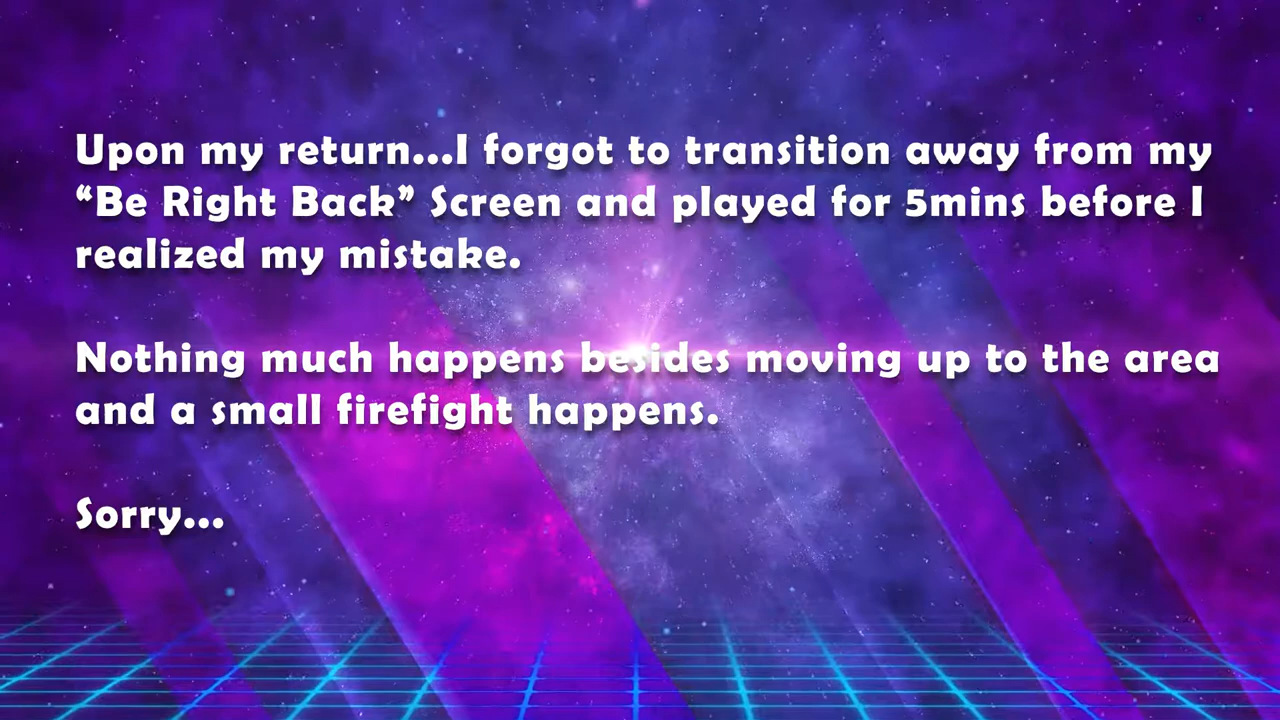 Upon my return...I forgot to transition away from my
“Be Right Back” Screen and played for 5mins before I
realized my mistake.
Nothing much happens besides moving up to the area
and a small firefight happens.
Sorry...